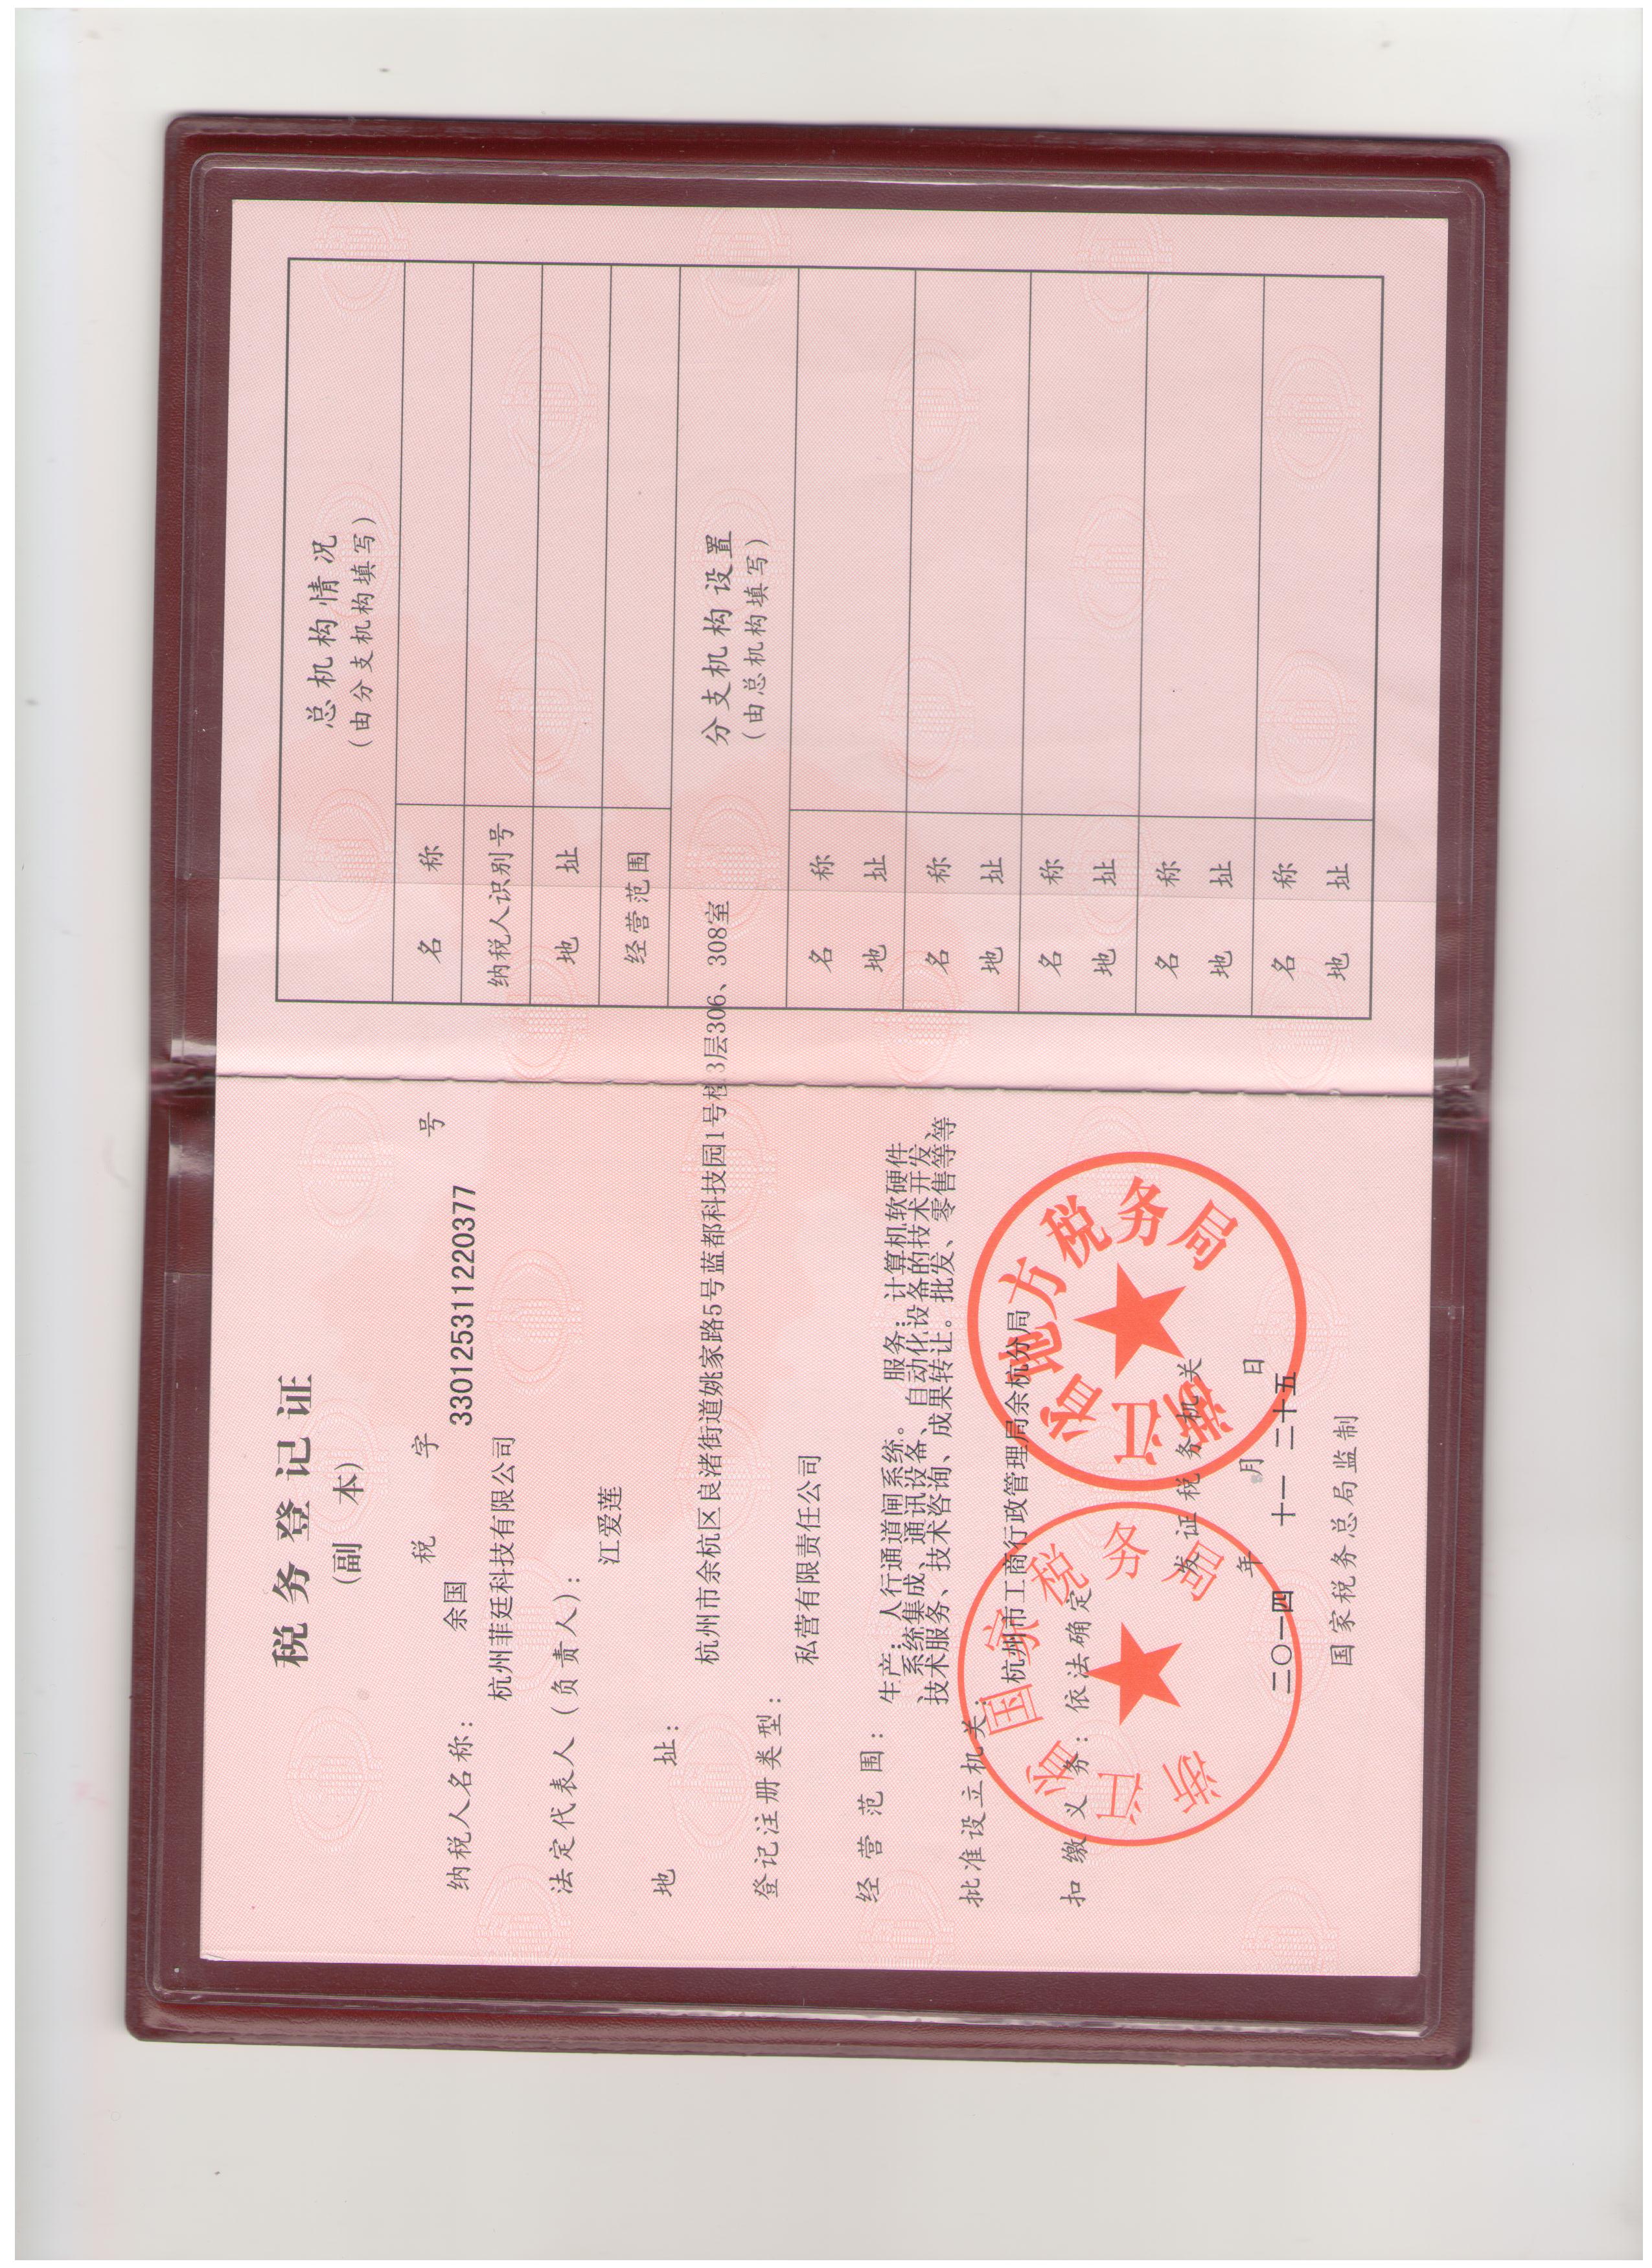 税务登记证
（副 本）
余国 税 字 330125311220377 号
纳税人名称： 杭州菲廷科技有限公司
法定代表人（负责人）： 江爱莲
地 址： 杭州市余杭区良渚街道姚家路5号蓝都科技园1号楼3层306、308室
登记注册类型： 私营有限责任公司
经 营 范 围： 生产：人行通道闸系统。 服务：计算机软硬件
、系统集成、通讯设备、自动化设备的技术开发、
技术服务、技术咨询、成果转让。批发、零售等等
批准设立机关： 杭州市工商行政管理局余杭分局
扣缴义务： 依法确定
发证税务机关
二〇一四 年 十一 月 二十五 日
国家税务总局监制
浙江省国家税务局
浙江省地方税务局
总机构情况
（由分支机构填写）
名 称
纳税人识别号
地 址
经营范围
分支机构设置
（由总机构填写）
名 称
地 址
名 称
地 址
名 称
地 址
名 称
地 址
名 称
地 址